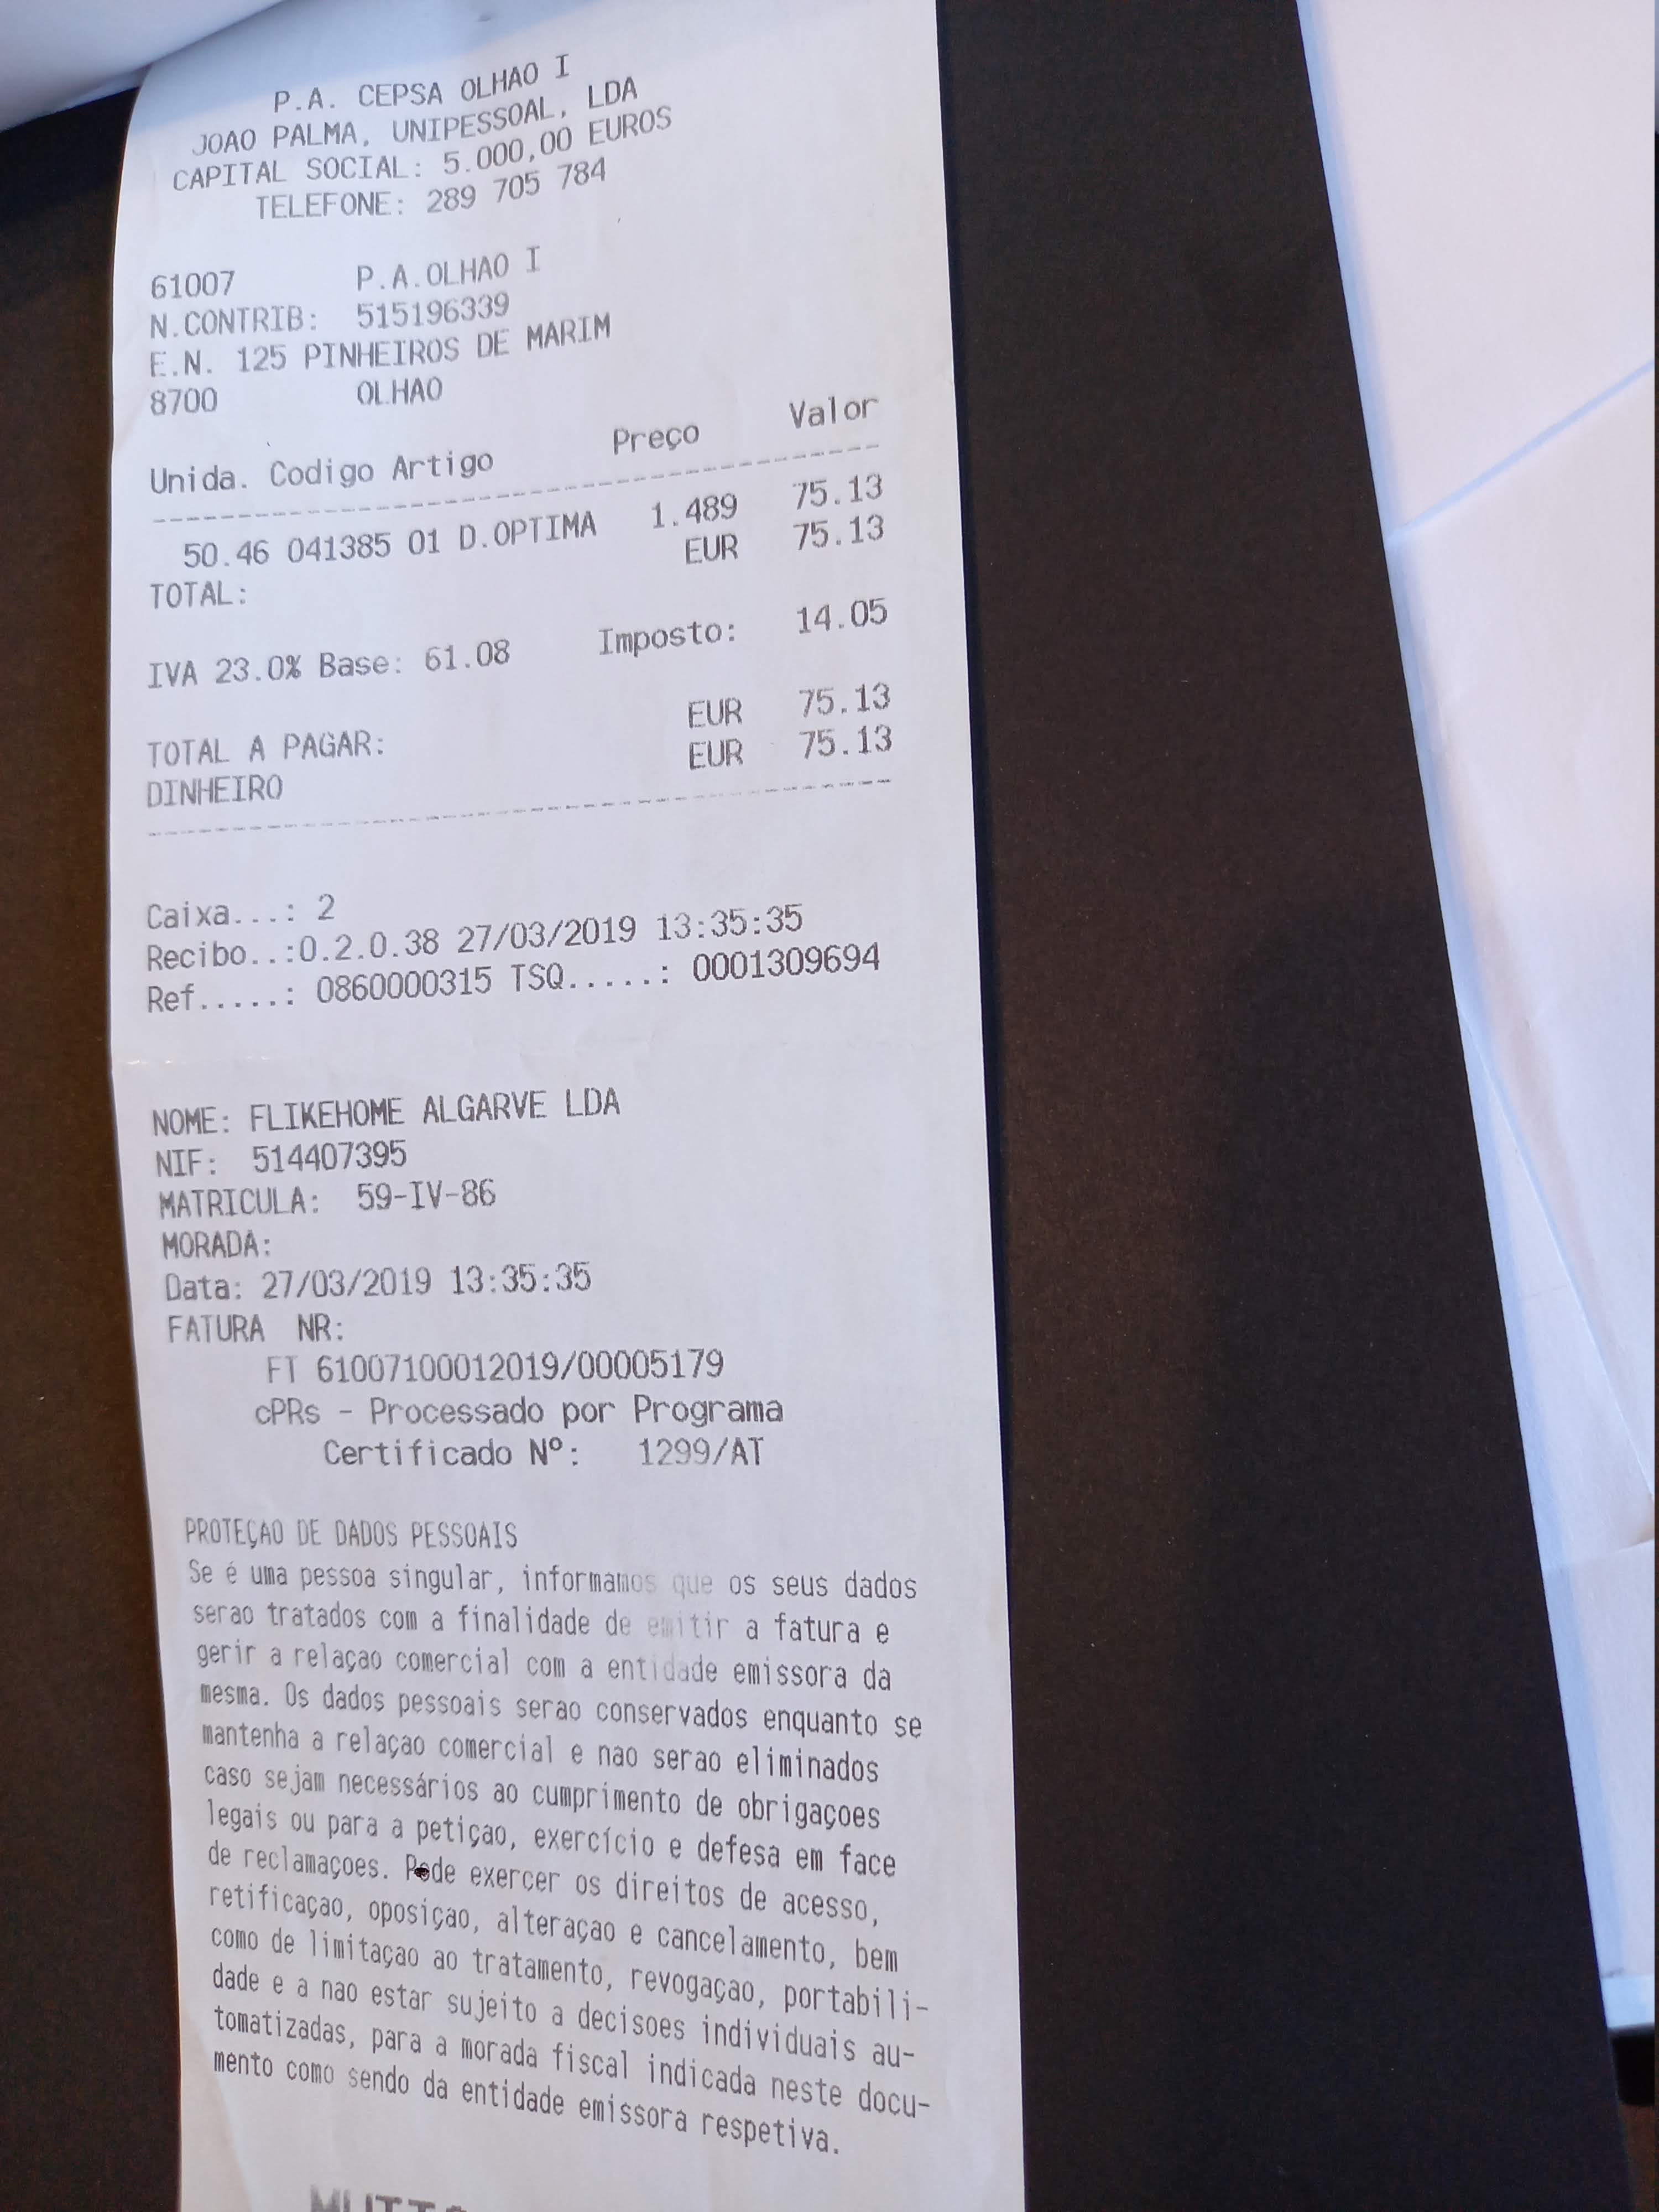 P.A. CEPSA OLHAO I
JOAO PALMA, UNIPESSOAL, LDA
CAPITAL SOCIAL: 5.000,00 EUROS
TELEFONE: 289 705 784
61007 P.A.OLHAO I
N.CONTRIB: 515196339
E.N. 125 PINHEIROS DE MARIM
8700 OLHAO
Unida. Codigo Artigo Preço Valor
50.46 041385 01 D.OPTIMA 1.489 75.13
TOTAL: EUR 75.13
IVA 23.0% Base: 61.08 Imposto: 14.05
TOTAL A PAGAR: EUR 75.13
DINHEIRO EUR 75.13
Caixa...: 2
Recibo..:0.2.0.38 27/03/2019 13:35:35
Ref.....: 0860000315 TSQ.....: 0001309694
NOME: FLIKEHOME ALGARVE LDA
NIF: 514407395
MATRICULA: 59-IV-86
MORADA:
Data: 27/03/2019 13:35:35
FATURA NR:
FT 61007100012019/00005179
cPRs - Processado por Programa
Certificado Nº: 1299/AT
PROTEÇAO DE DADOS PESSOAIS
Se é uma pessoa singular, informamos que os seus dados
serao tratados com a finalidade de emitir a fatura e
gerir a relaçao comercial com a entidade emissora da
mesma. Os dados pessoais serao conservados enquanto se
mantenha a relaçao comercial e nao serao eliminados
caso sejam necessários ao cumprimento de obrigaçoes
legais ou para a petiçao, exercício e defesa em face
de reclamaçoes. Pode exercer os direitos de acesso,
retificaçao, oposiçao, alteraçao e cancelamento, bem
como de limitaçao ao tratamento, revogaçao, portabili-
dade e a nao estar sujeito a decisoes individuais au-
tomatizadas, para a morada fiscal indicada neste docu-
mento como sendo da entidade emissora respetiva.